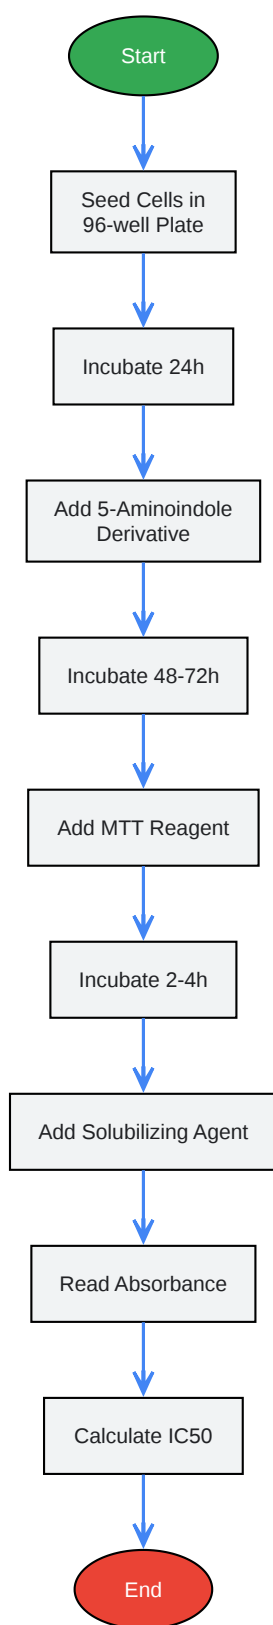 Start
Seed Cells in
96-well Plate
Incubate 24h
Add 5-Aminoindole
Derivative
Incubate 48-72h
Add MTT Reagent
Incubate 2-4h
Add Solubilizing Agent
Read Absorbance
Calculate IC50
End